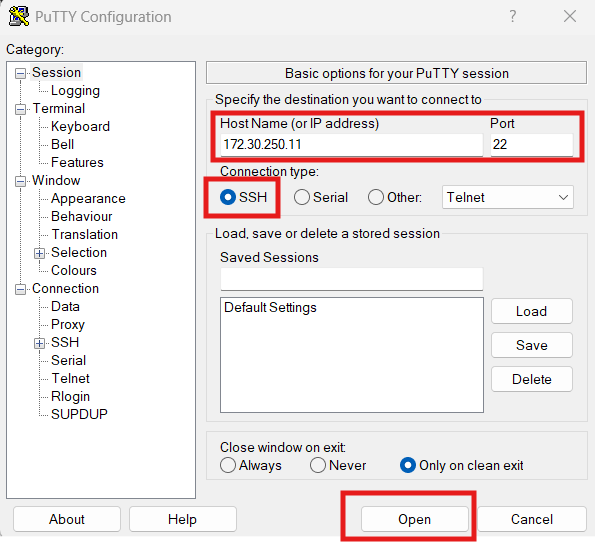 PuTTY Configuration
? ×
Category:
Session
Logging
Terminal
Keyboard
Bell
Features
Window
Appearance
Behaviour
Translation
Selection
Colours
Connection
Data
Proxy
SSH
Serial
Telnet
Rlogin
SUPDUP
Basic options for your PuTTY session
Specify the destination you want to connect to
Host Name (or IP address) Port
172.30.250.11 22
Connection type:
SSH Serial Other: Telnet
Load, save or delete a stored session
Saved Sessions
Default Settings
Load
Save
Delete
Close window on exit:
Always Never Only on clean exit
About Help Open Cancel